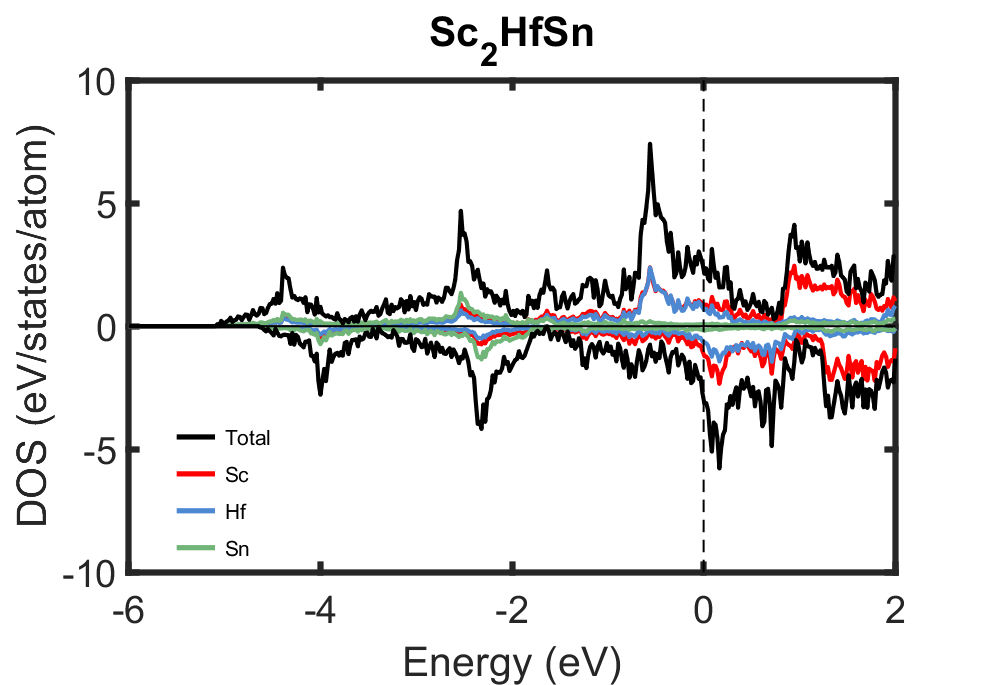 Sc2HfSn
10
5
0
-5
-10
DOS (eV/states/atom)
Total
Sc
Hf
Sn
-6 -4 -2 0 2
Energy (eV)